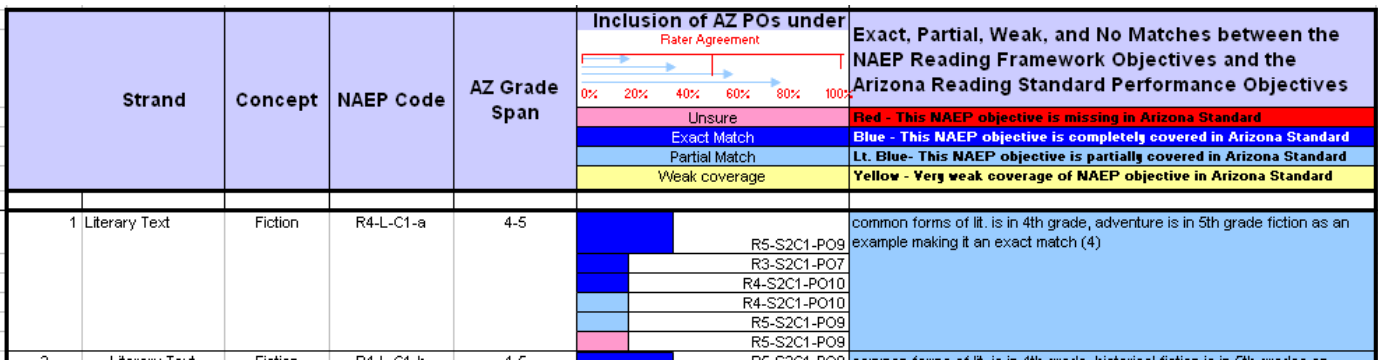 Inclusion of AZ POs under
Rater Agreement
0% 20% 40% 60% 80% 100%
Exact, Partial, Weak, and No Matches between the
NAEP Reading Framework Objectives and the
Arizona Reading Standard Performance Objectives
Strand
Concept
NAEP Code
AZ Grade
Span
Unsure
Red - This NAEP objective is missing in Arizona Standard
Exact Match
Blue - This NAEP objective is completely covered in Arizona Standard
Partial Match
Lt. Blue- This NAEP objective is partially covered in Arizona Standard
Weak coverage
Yellow - Very weak coverage of NAEP objective in Arizona Standard
1 Literary Text
Fiction
R4-L-C1-a
4-5
common forms of lit. is in 4th grade, adventure is in 5th grade fiction as an
example making it an exact match (4)
R5-S2C1-PO9
R3-S2C1-PO7
R4-S2C1-PO10
R4-S2C1-PO10
R5-S2C1-PO9
R5-S2C1-PO9